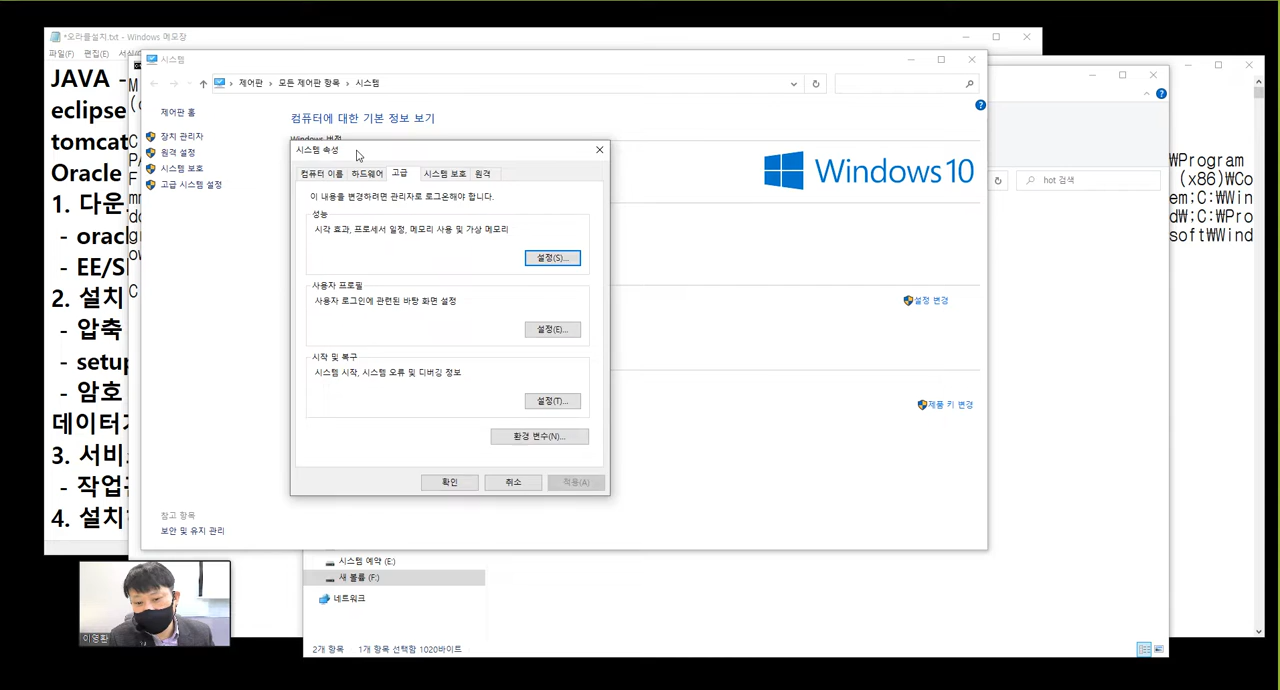 *오라클설치.txt - Windows 메모장
파일(F) 편집(E)
JAVA -
eclipse
tomcat
Oracle
1. 다운
- oracl
- EE/S
2. 설치
- 압축
- setup
- 암호
3. 서비
- 작업
4. 설치
시스템
제어판 › 모든 제어판 항목 › 시스템
제어판 홈
장치 관리자
원격 설정
시스템 보호
고급 시스템 설정
컴퓨터에 대한 기본 정보 보기
Windows 버전
Windows 10
설정 변경
제품 키 변경
참고 항목
보안 및 유지 관리
시스템 속성
컴퓨터 이름 하드웨어 고급 시스템 보호 원격
이 내용을 변경하려면 관리자로 로그온해야 합니다.
성능
시각 효과, 프로세서 일정, 메모리 사용 및 가상 메모리
설정(S)...
사용자 프로필
사용자 로그인에 관련된 바탕 화면 설정
설정(E)...
시작 및 복구
시스템 시작, 시스템 오류 및 디버깅 정보
설정(T)...
환경 변수(N)...
확인 취소 적용(A)
hot 검색
₩Program
(x86)₩Co
em;C:₩Win
d₩;C:₩Pro
soft₩Wind
시스템 예약 (E:)
새 볼륨 (F:)
네트워크
2개 항목 1개 항목 선택함 1020바이트
이영환